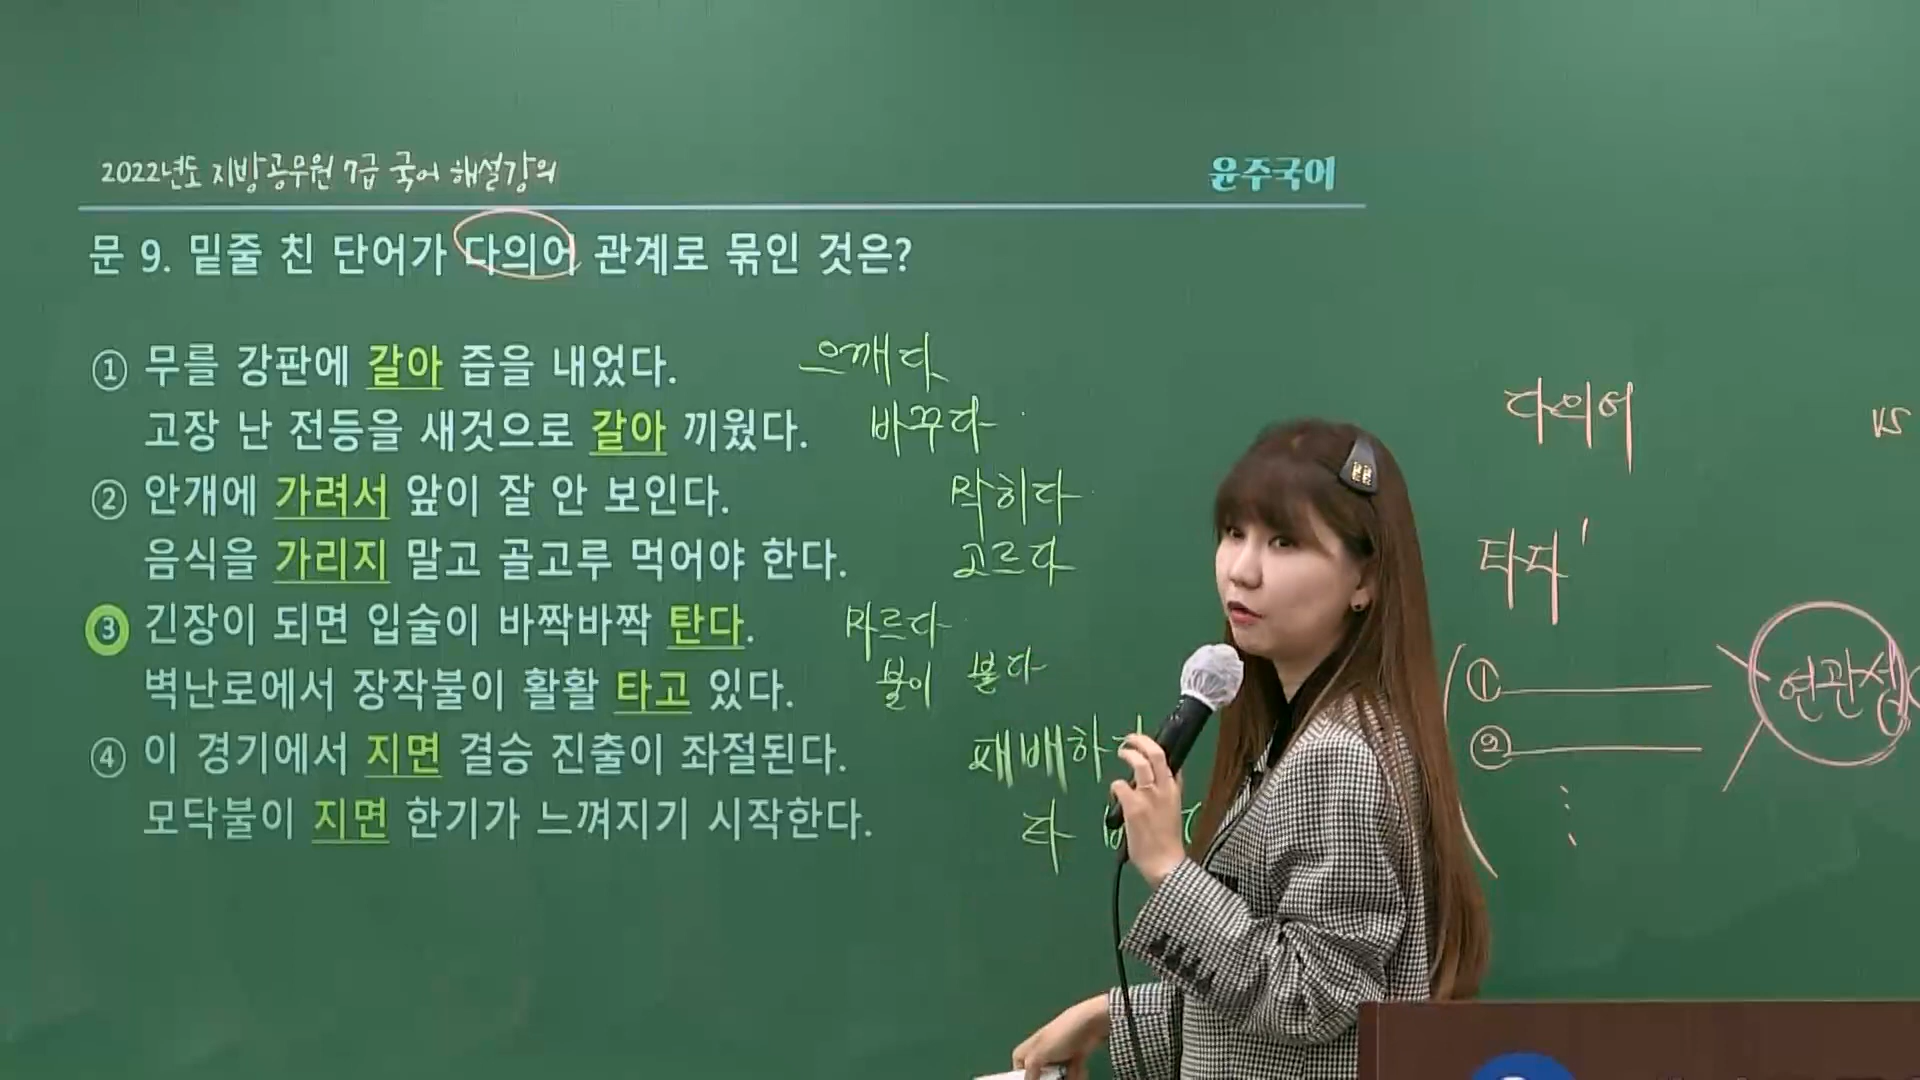 2022년도 지방공무원 7급 국어 해설강의
윤주국어
문 9. 밑줄 친 단어가 다의어 관계로 묶인 것은?
① 무를 강판에 갈아 즙을 내었다.
으깨다
고장 난 전등을 새것으로 갈아 끼웠다.
바꾸다
② 안개에 가려서 앞이 잘 안 보인다.
막히다
음식을 가리지 말고 골고루 먹어야 한다.
고르다
③ 긴장이 되면 입술이 바짝바짝 탄다.
마르다
벽난로에서 장작불이 활활 타고 있다.
불이 붙다
④ 이 경기에서 지면 결승 진출이 좌절된다.
패배하
모닥불이 지면 한기가 느껴지기 시작한다.
타
다의어
vs
타다1
①
②
연관성